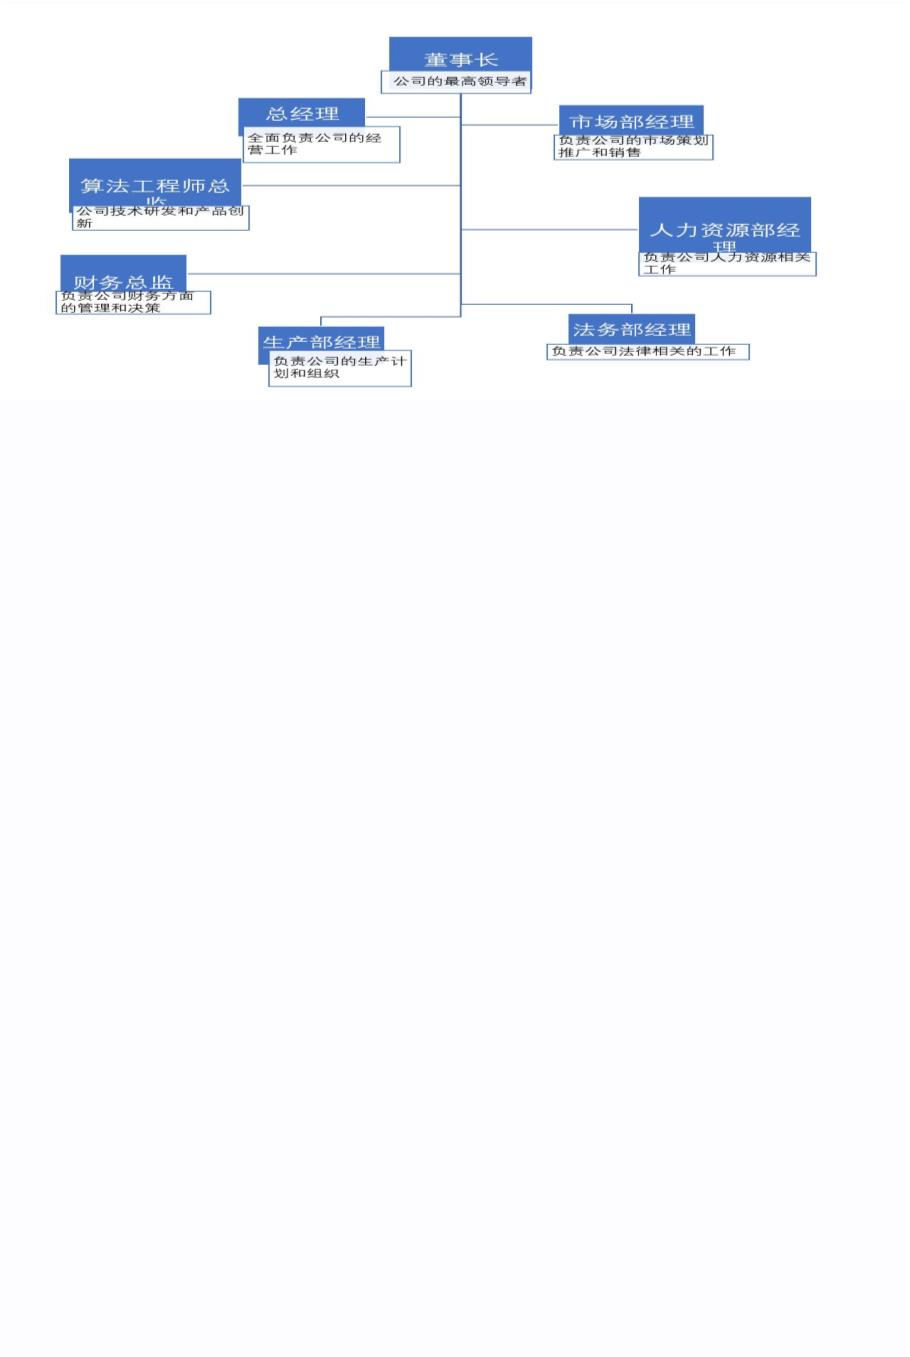 董事长
公司的最高领导者
总经理
全面负责公司的经
营工作
市场部经理
负责公司的市场策划
推广和销售
算法工程师总
监
公司技术研发和产品创
新
人力资源部经
理
负责公司人力资源相关
工作
财务总监
负责公司财务方面
的管理和决策
生产部经理
负责公司的生产计
划和组织
法务部经理
负责公司法律相关的工作